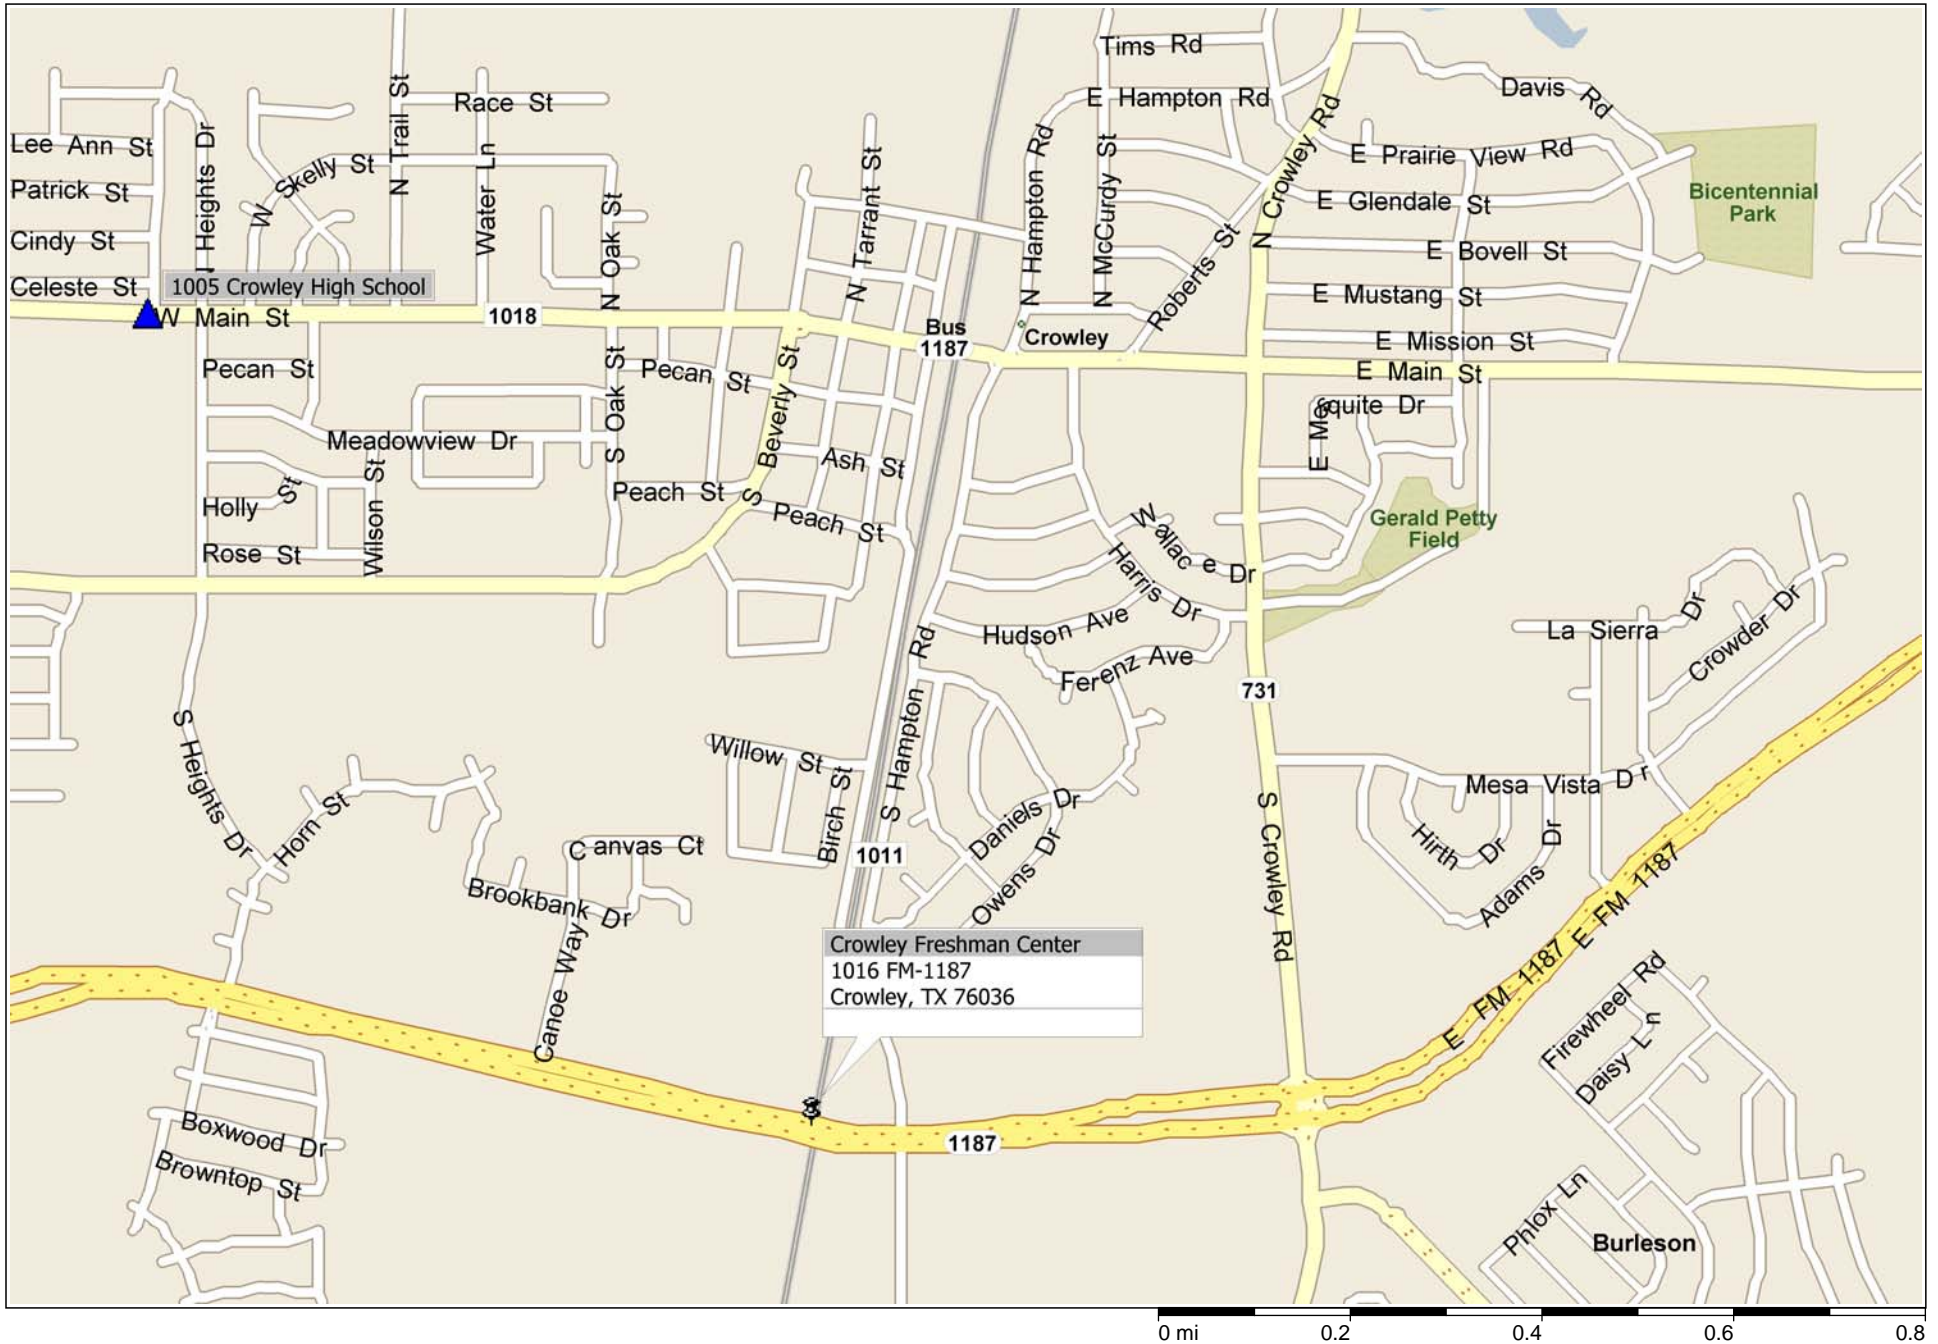 Tims Rd
Davis Rd
E Hampton Rd
Race St
N Trail St
Lee Ann St
N Heights Dr
W Skelly St
Water Ln
N Tarrant St
N Hampton Rd
N McCurdy St
N Crowley Rd
E Prairie View Rd
Patrick St
E Glendale St
Bicentennial
Park
Cindy St
N Oak St
Roberts St
E Bovell St
Celeste St
1005 Crowley High School
E Mustang St
W Main St
1018
Bus
1187
Crowley
E Mission St
Pecan St
S Oak St
Pecan St
S Beverly St
E Main St
E Mesquite Dr
Meadowview Dr
Ash St
Wilson St
Holly St
Peach St
Peach St
Wallace Dr
Gerald Petty
Field
Rose St
Harris Dr
Hudson Ave
La Sierra Dr
Crowder Dr
S Hampton Rd
Ferenz Ave
731
S Heights Dr
Willow St
Mesa Vista Dr
Horn St
Birch St
Daniels Dr
S Crowley Rd
Hirth Dr
Canvas Ct
1011
Owens Dr
Adams Dr
Brookbank Dr
E FM 1187
Canoe Way
Crowley Freshman Center
1016 FM-1187
Crowley, TX 76036
E FM 1187
Firewheel Rd
Daisy Ln
Boxwood Dr
1187
Browntop St
Phlox Ln
Burleson
0 mi 0.2 0.4 0.6 0.8